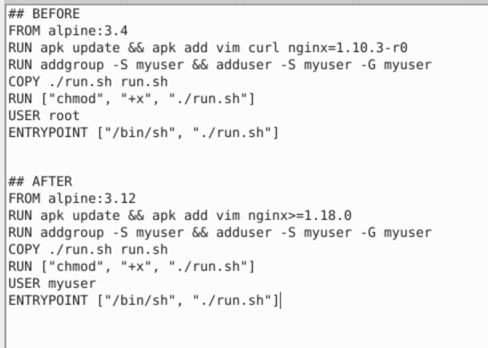 ## BEFORE
FROM alpine:3.4
RUN apk update && apk add vim curl nginx=1.10.3-r0
RUN addgroup -S myuser && adduser -S myuser -G myuser
COPY ./run.sh run.sh
RUN ["chmod", "+x", "./run.sh"]
USER root
ENTRYPOINT ["/bin/sh", "./run.sh"]
## AFTER
FROM alpine:3.12
RUN apk update && apk add vim nginx>=1.18.0
RUN addgroup -S myuser && adduser -S myuser -G myuser
COPY ./run.sh run.sh
RUN ["chmod", "+x", "./run.sh"]
USER myuser
ENTRYPOINT ["/bin/sh", "./run.sh"]